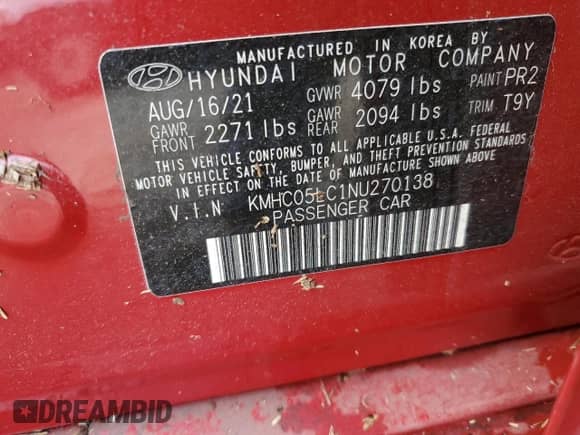 MANUFACTURED IN KOREA BY
HYUNDAI MOTOR COMPANY
AUG/16/21 GVWR 4079 lbs PAINT PR2
GAWR FRONT 2271 lbs GAWR REAR 2094 lbs TRIM T9Y
THIS VEHICLE CONFORMS TO ALL APPLICABLE U.S.A. FEDERAL
MOTOR VEHICLE SAFETY, BUMPER, AND THEFT PREVENTION STANDARDS
IN EFFECT ON THE DATE OF MANUFACTURE SHOWN ABOVE.
V.I.N KMHC05LC1NU270138
PASSENGER CAR
DREAMBID